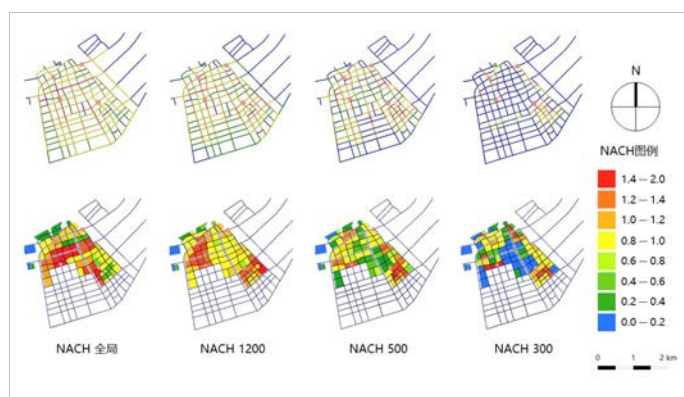 N
NACH图例
1.4 — 2.0
1.2 — 1.4
1.0 — 1.2
0.8 — 1.0
0.6 — 0.8
0.4 — 0.6
0.2 — 0.4
0.0 — 0.2
NACH 全局
NACH 1200
NACH 500
NACH 300
0 1 2 km